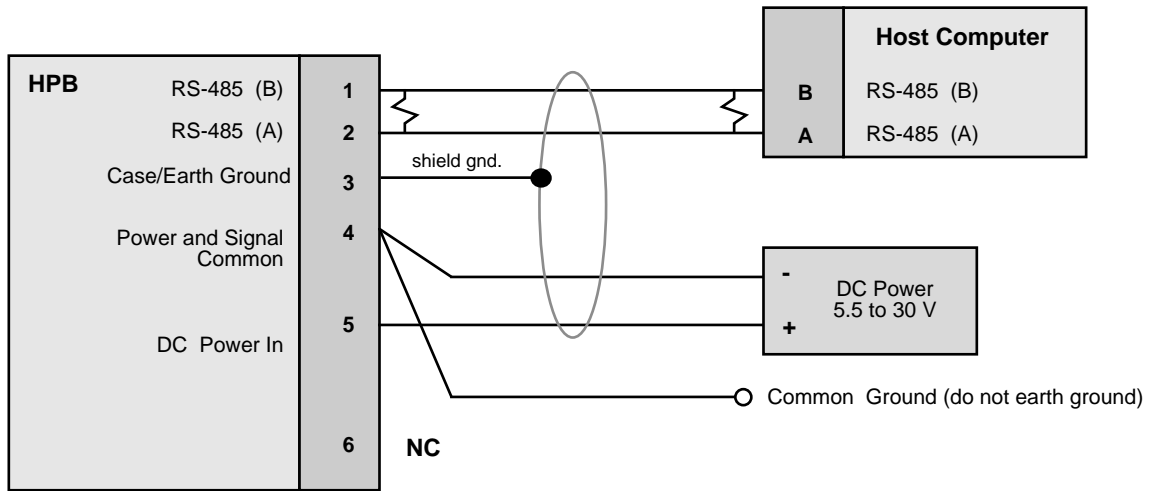 Host Computer
HPB
RS-485 (B)
1
B
RS-485 (B)
RS-485 (A)
2
A
RS-485 (A)
shield gnd.
Case/Earth Ground
3
Power and Signal
Common
4
-
DC Power
5.5 to 30 V
+
5
DC Power In
Common Ground (do not earth ground)
6
NC